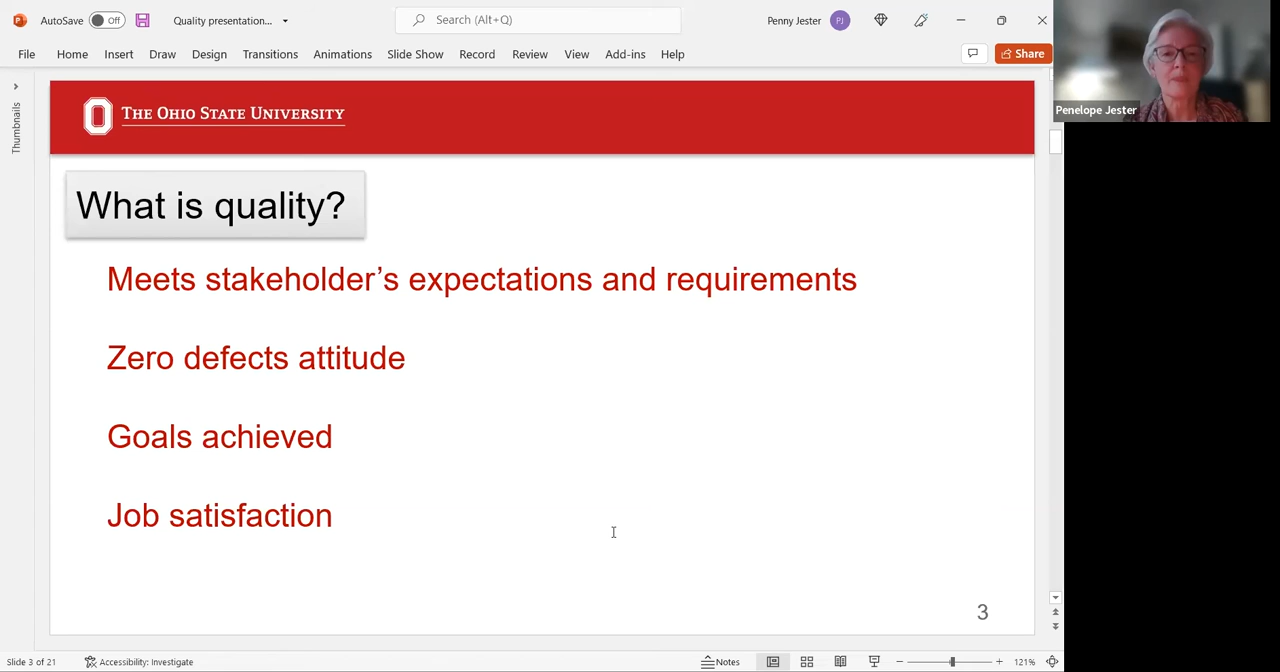 AutoSave Off Quality presentation... Search (Alt+Q) Penny Jester PJ
File Home Insert Draw Design Transitions Animations Slide Show Record Review View Add-ins Help Share
Penelope Jester
Thumbnails
THE OHIO STATE UNIVERSITY
What is quality?
Meets stakeholder’s expectations and requirements
Zero defects attitude
Goals achieved
Job satisfaction
3
Slide 3 of 21 Accessibility: Investigate Notes 121%